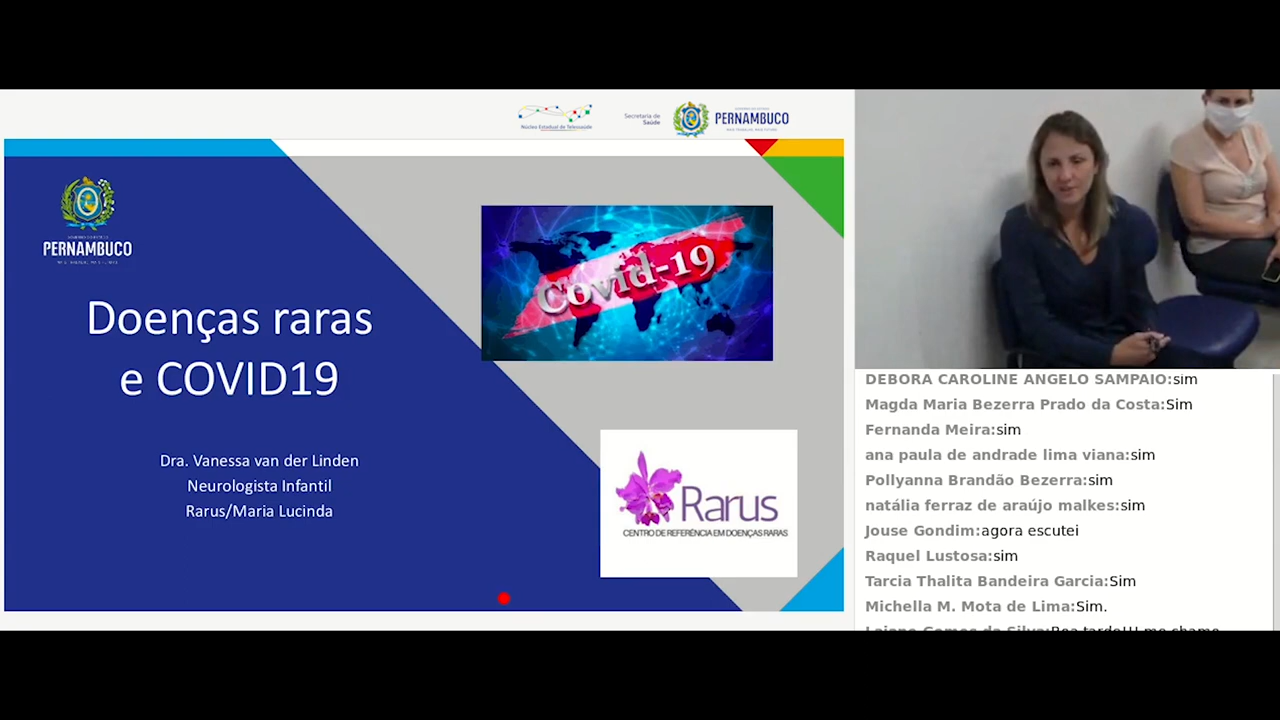 Núcleo Estadual de Telessaúde
Secretaria de
Saúde
PERNAMBUCO
PERNAMBUCO
Covid-19
Doenças raras
e COVID19
Dra. Vanessa van der Linden
Neurologista Infantil
Rarus/Maria Lucinda
Rarus
CENTRO DE REFERÊNCIA EM DOENÇAS RARAS
DEBORA CAROLINE ANGELO SAMPAIO:sim
Magda Maria Bezerra Prado da Costa:Sim
Fernanda Meira:sim
ana paula de andrade lima viana:sim
Pollyanna Brandão Bezerra:sim
natália ferraz de araújo malkes:sim
Jouse Gondim:agora escutei
Raquel Lustosa:sim
Tarcia Thalita Bandeira Garcia:Sim
Michella M. Mota de Lima:Sim.